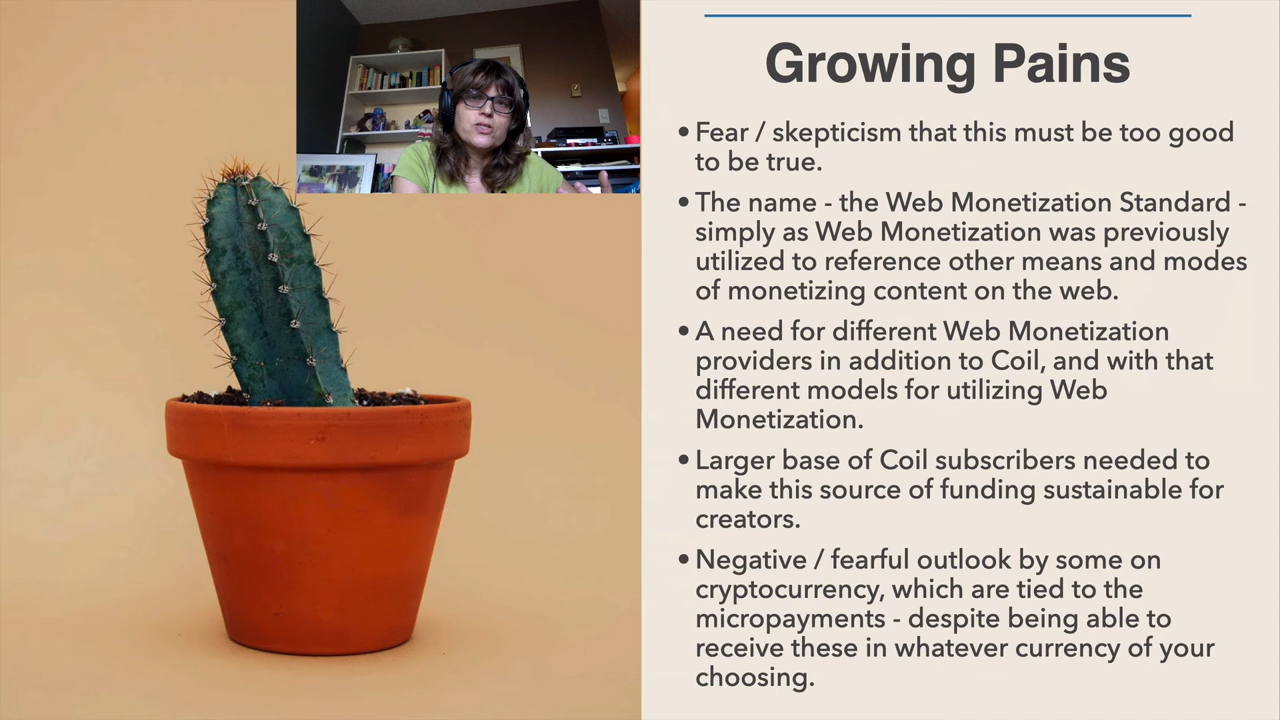 Growing Pains
• Fear / skepticism that this must be too good
to be true.
• The name - the Web Monetization Standard -
simply as Web Monetization was previously
utilized to reference other means and modes
of monetizing content on the web.
• A need for different Web Monetization
providers in addition to Coil, and with that
different models for utilizing Web
Monetization.
• Larger base of Coil subscribers needed to
make this source of funding sustainable for
creators.
• Negative / fearful outlook by some on
cryptocurrency, which are tied to the
micropayments - despite being able to
receive these in whatever currency of your
choosing.